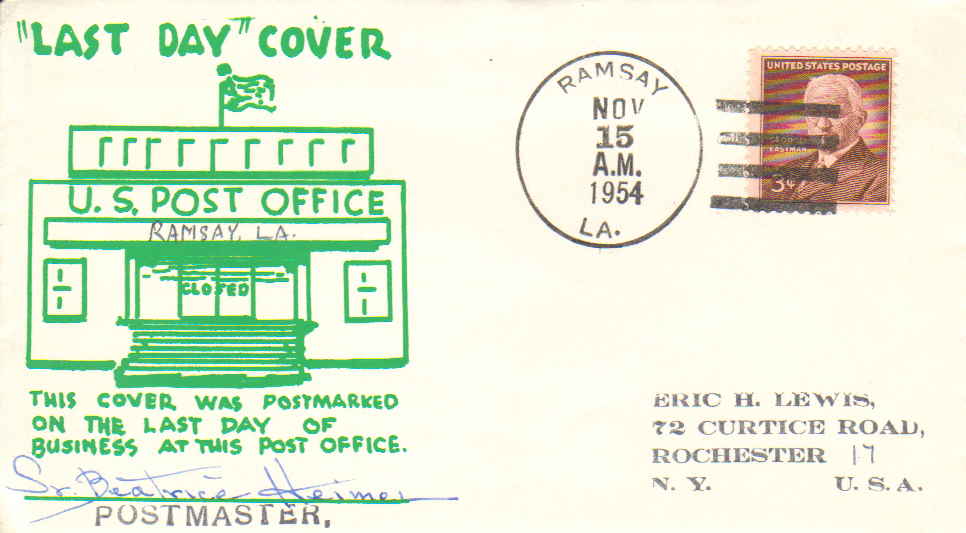 "LAST DAY" COVER
U.S. POST OFFICE
RAMSAY, LA.
CLOSED
THIS COVER WAS POSTMARKED
ON THE LAST DAY OF
BUSINESS AT THIS POST OFFICE.
Sr. Beatrice Heimer
POSTMASTER,
RAMSAY
NOV
15
A.M.
1954
LA.
UNITED STATES POSTAGE
EASTMAN
3¢
ERIC H. LEWIS,
72 CURTICE ROAD,
ROCHESTER 17
N. Y. U. S. A.